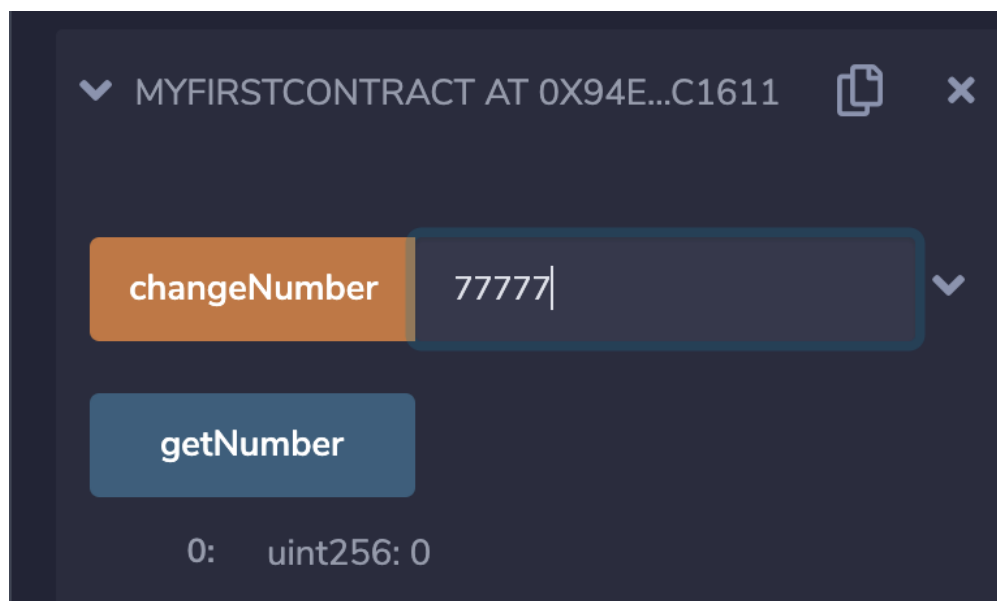 MYFIRSTCONTRACT AT 0X94E...C1611
changeNumber 77777
getNumber
0: uint256: 0